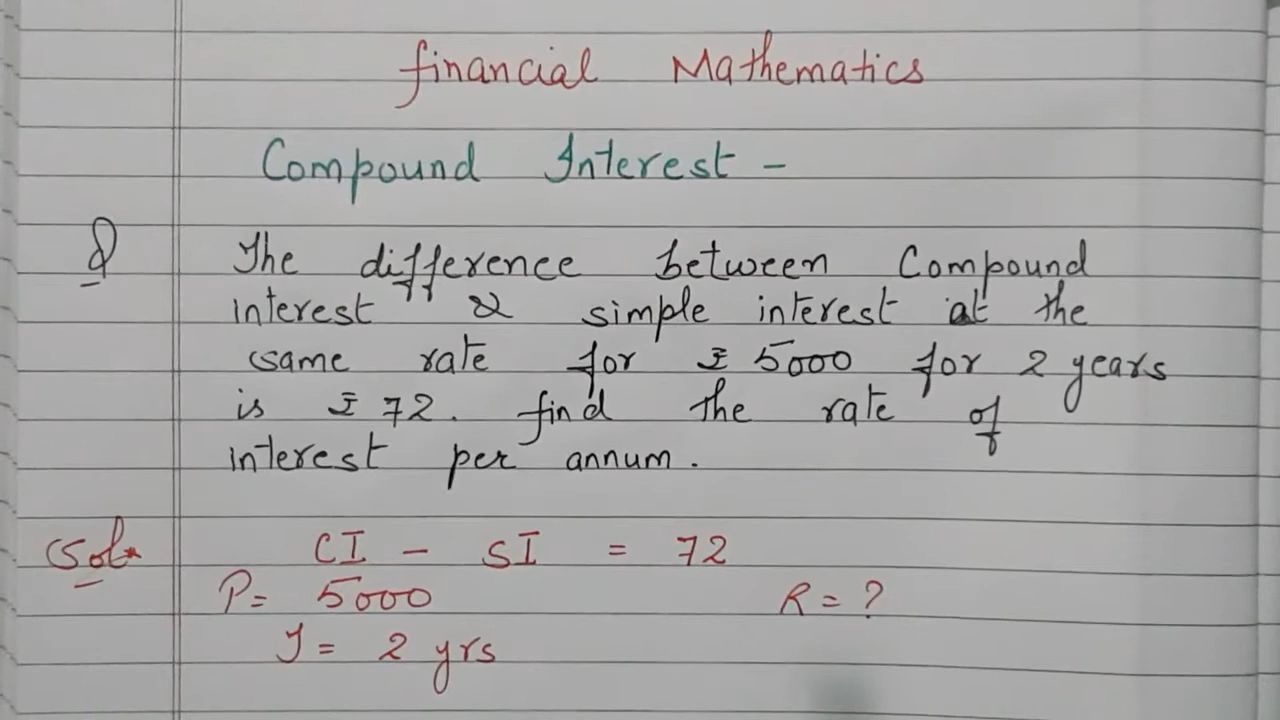 financial Mathematics
Compound Interest -
Q The difference between Compound
interest & simple interest at the
same rate for ₹ 5000 for 2 years
is ₹ 72. find the rate of
interest per annum.
Soln CI - SI = 72
P= 5000 R = ?
T = 2 yrs